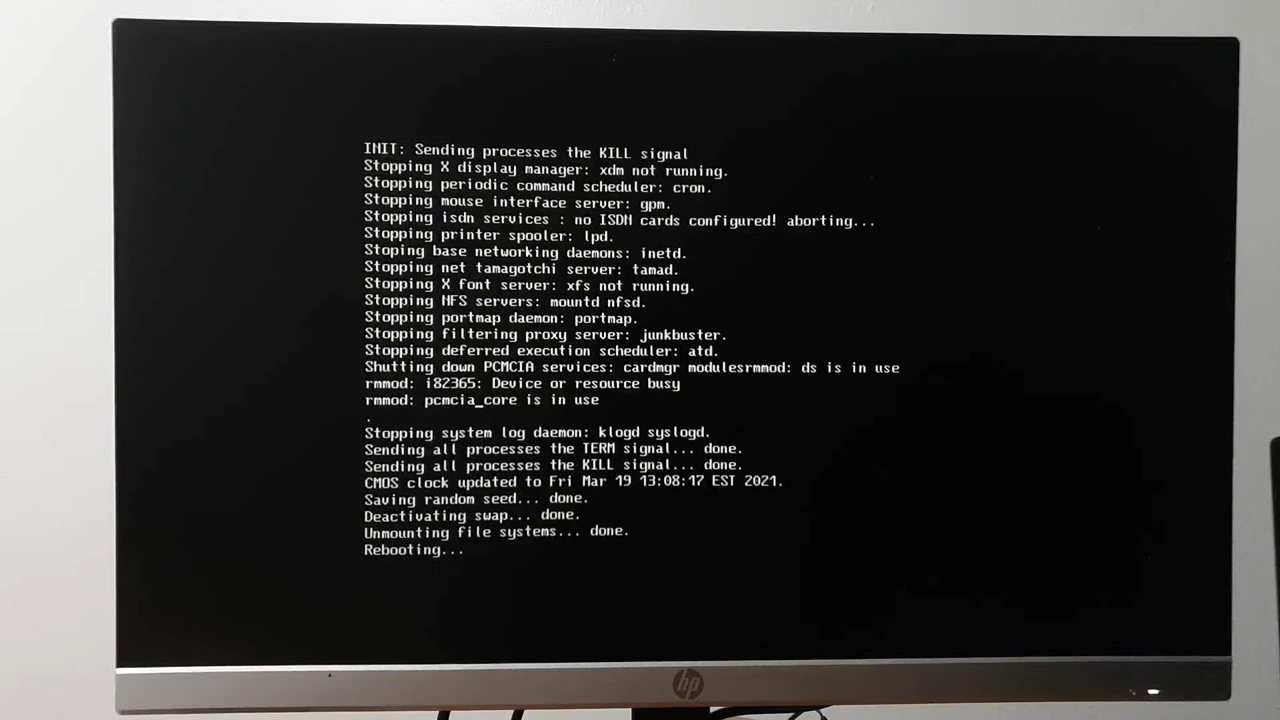 INIT: Sending processes the KILL signal
Stopping X display manager: xdm not running.
Stopping periodic command scheduler: cron.
Stopping mouse interface server: gpm.
Stopping isdn services : no ISDN cards configured! aborting...
Stopping printer spooler: lpd.
Stoping base networking daemons: inetd.
Stopping net tamagotchi server: tamad.
Stopping X font server: xfs not running.
Stopping NFS servers: mountd nfsd.
Stopping portmap daemon: portmap.
Stopping filtering proxy server: junkbuster.
Stopping deferred execution scheduler: atd.
Shutting down PCMCIA services: cardmgr modulesrmmod: ds is in use
rmmod: i82365: Device or resource busy
rmmod: pcmcia_core is in use
.
Stopping system log daemon: klogd syslogd.
Sending all processes the TERM signal... done.
Sending all processes the KILL signal... done.
CMOS clock updated to Fri Mar 19 13:08:17 EST 2021.
Saving random seed... done.
Deactivating swap... done.
Unmounting file systems... done.
Rebooting...
hp